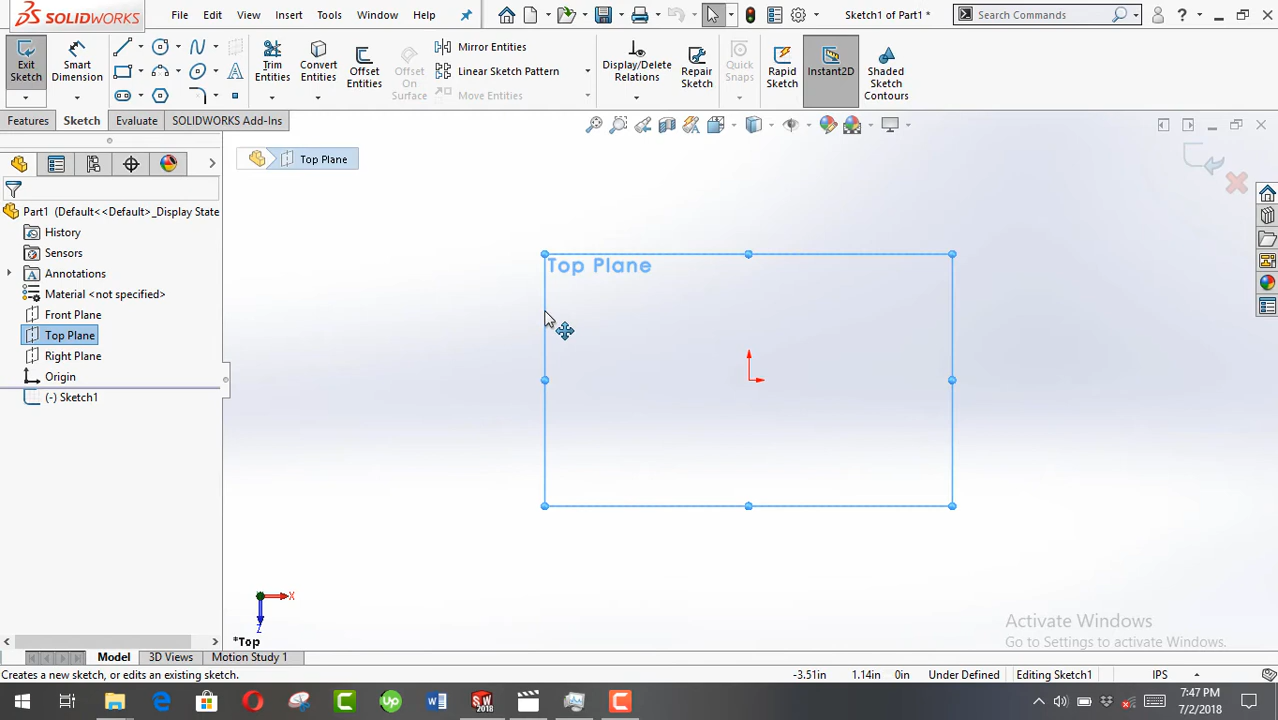 SOLIDWORKS File Edit View Insert Tools Window Help Sketch1 of Part1 * Search Commands ?
Exit Sketch
Smart Dimension
Trim Entities
Convert Entities
Offset Entities
Offset On Surface
Mirror Entities
Linear Sketch Pattern
Move Entities
Display/Delete Relations
Repair Sketch
Quick Snaps
Rapid Sketch
Instant2D
Shaded Sketch Contours
Features Sketch Evaluate SOLIDWORKS Add-Ins
Top Plane
Part1 (Default<<Default>_Display State
History
Sensors
Annotations
Material <not specified>
Front Plane
Top Plane
Right Plane
Origin
(-) Sketch1
Top Plane
X
Z
*Top
Activate Windows
Go to Settings to activate Windows.
Model 3D Views Motion Study 1
Creates a new sketch, or edits an existing sketch. -3.51in 1.14in 0in Under Defined Editing Sketch1 IPS
7:47 PM
7/2/2018
up
W
SW
2018
C
C